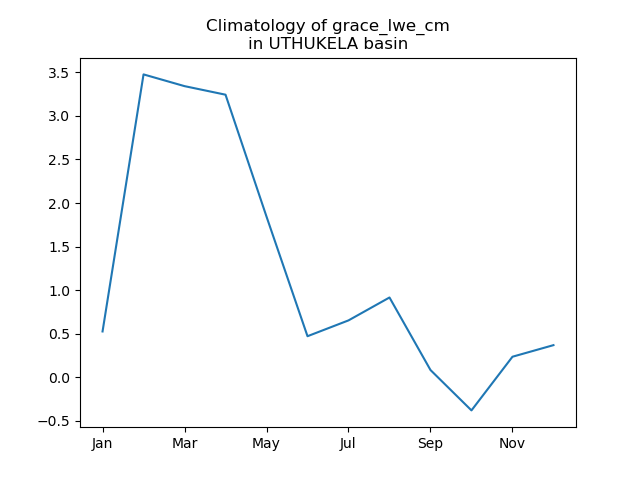 Climatology of grace_lwe_cm
in UTHUKELA basin
3.5
3.0
2.5
2.0
1.5
1.0
0.5
0.0
−0.5
Jan
Mar
May
Jul
Sep
Nov